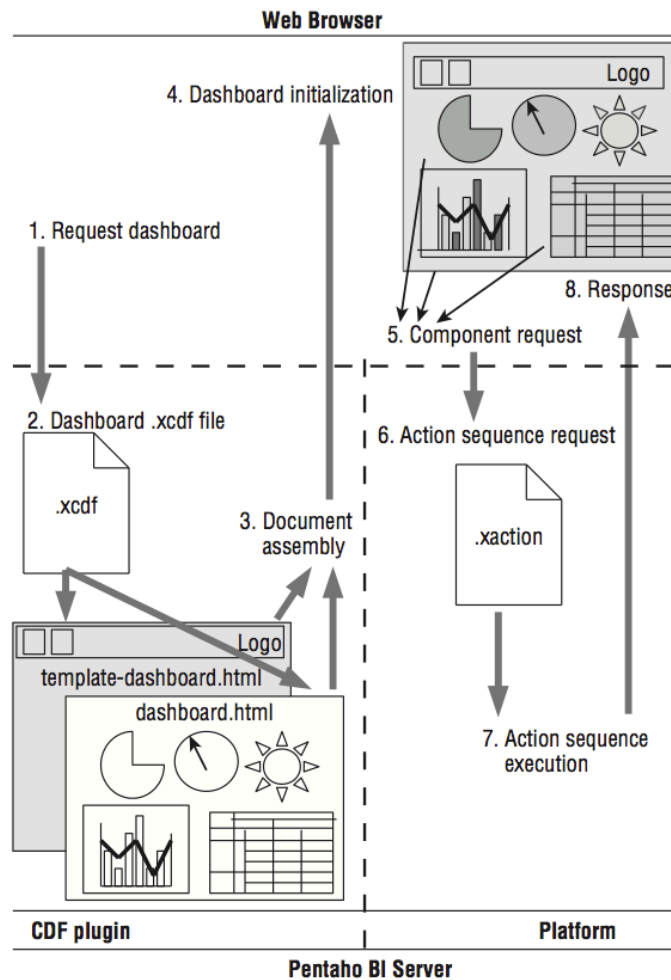 Web Browser
4. Dashboard initialization
Logo
1. Request dashboard
8. Response
5. Component request
2. Dashboard .xcdf file
6. Action sequence request
.xcdf
3. Document
assembly
.xaction
Logo
template-dashboard.html
dashboard.html
7. Action sequence
execution
CDF plugin
Platform
Pentaho BI Server